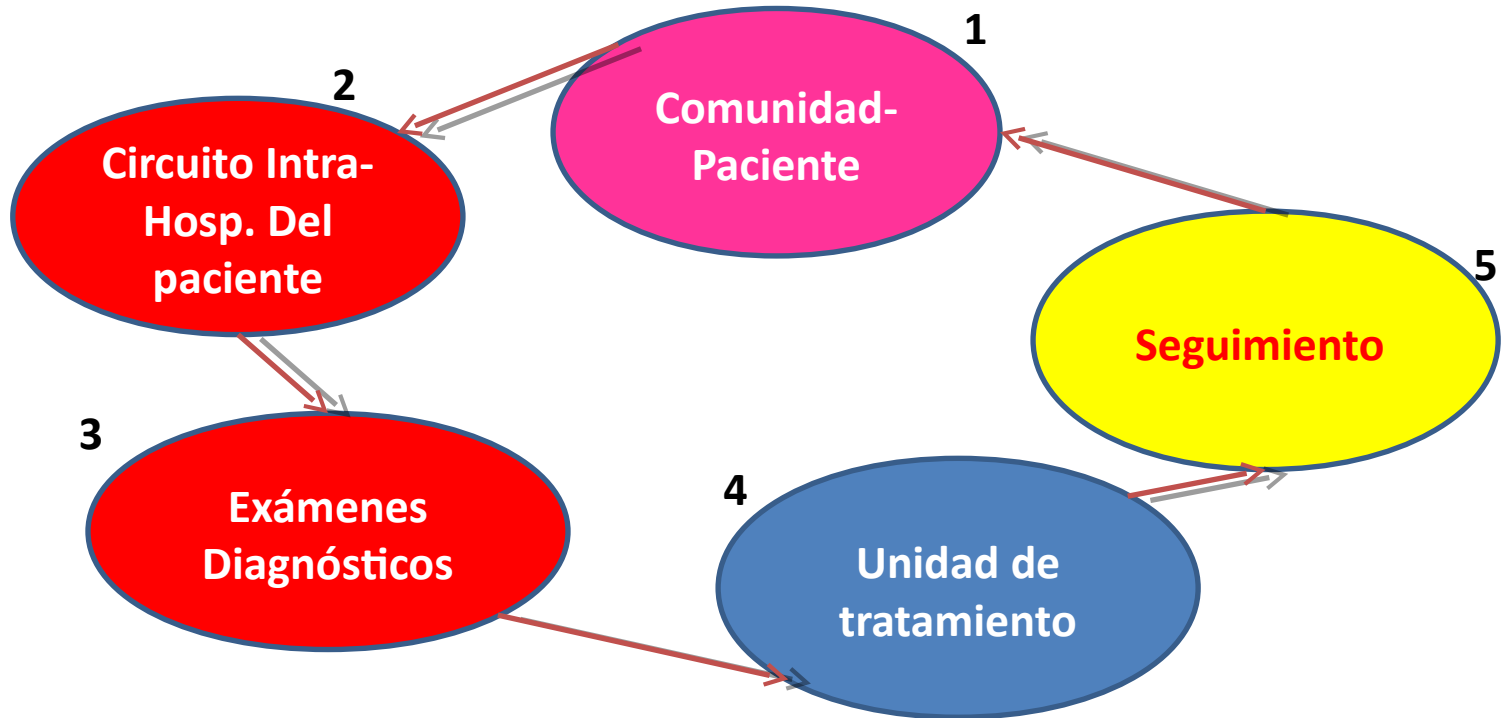 1
Comunidad-
Paciente
2
Circuito Intra-
Hosp. Del
paciente
3
Exámenes
Diagnósticos
4
Unidad de
tratamiento
5
Seguimiento